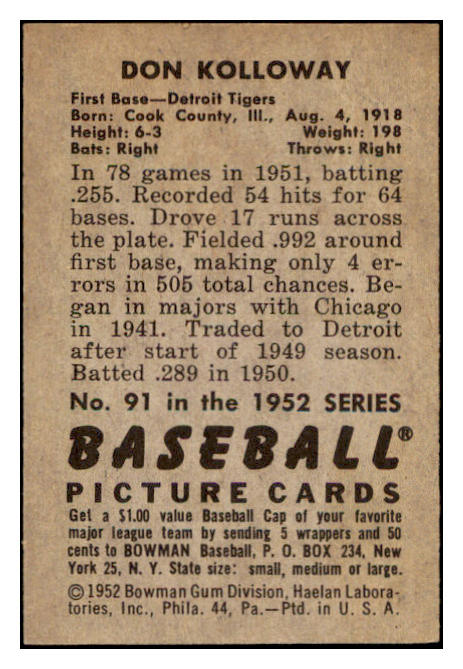 DON KOLLOWAY
First Base—Detroit Tigers
Born: Cook County, Ill., Aug. 4, 1918
Height: 6-3 Weight: 198
Bats: Right Throws: Right
In 78 games in 1951, batting
.255. Recorded 54 hits for 64
bases. Drove 17 runs across
the plate. Fielded .992 around
first base, making only 4 er-
rors in 505 total chances. Be-
gan in majors with Chicago
in 1941. Traded to Detroit
after start of 1949 season.
Batted .289 in 1950.
No. 91 in the 1952 SERIES
BASEBALL®
PICTURE CARDS
Get a $1.00 value Baseball Cap of your favorite
major league team by sending 5 wrappers and 50
cents to BOWMAN Baseball, P. O. BOX 234, New
York 25, N. Y. State size: small, medium or large.
©1952 Bowman Gum Division, Haelan Labora-
tories, Inc., Phila. 44, Pa.—Ptd. in U. S. A.